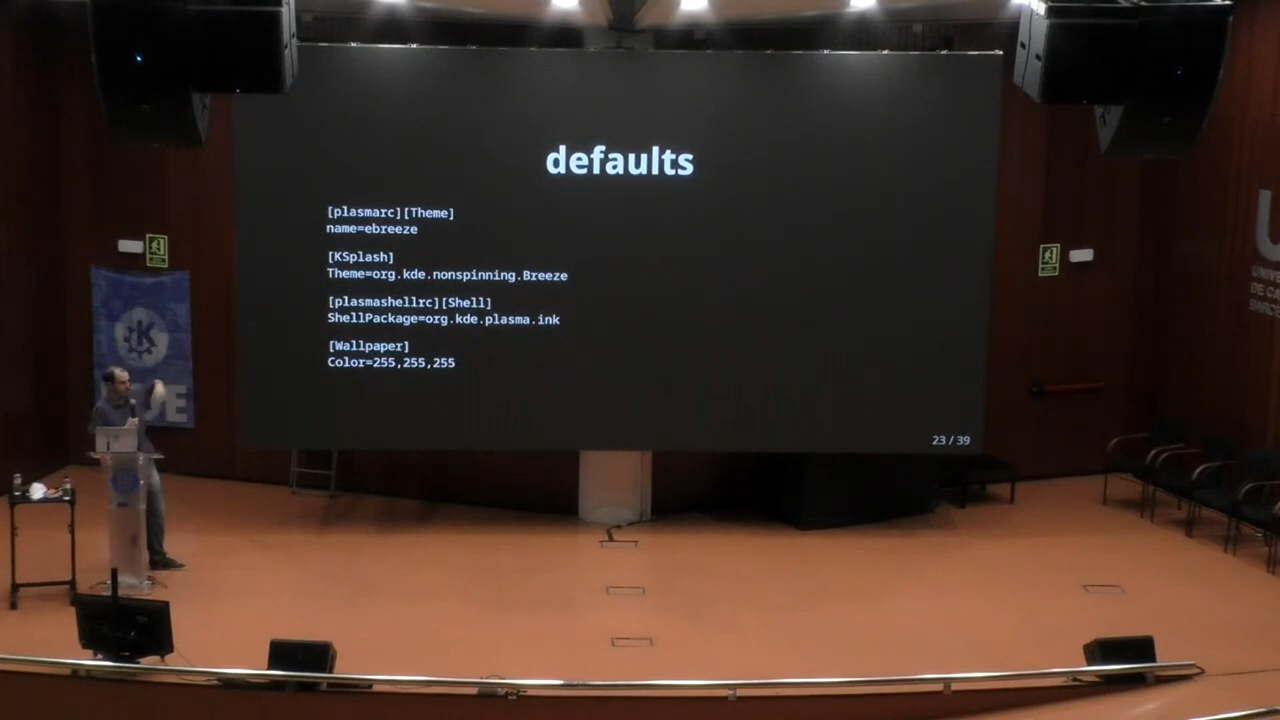 defaults
[plasmarc][Theme]
name=ebreeze
[KSplash]
Theme=org.kde.nonspinning.Breeze
[plasmashellrc][Shell]
ShellPackage=org.kde.plasma.ink
[Wallpaper]
Color=255,255,255
23 / 39